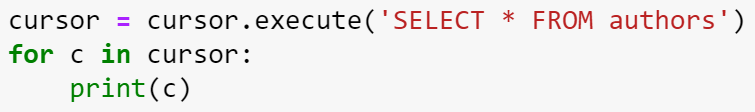 cursor = cursor.execute('SELECT * FROM authors')
for c in cursor:
    print(c)